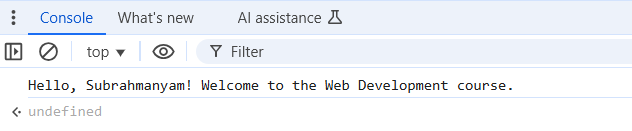 Console What's new AI assistance
top Filter
Hello, Subrahmanyam! Welcome to the Web Development course.
undefined